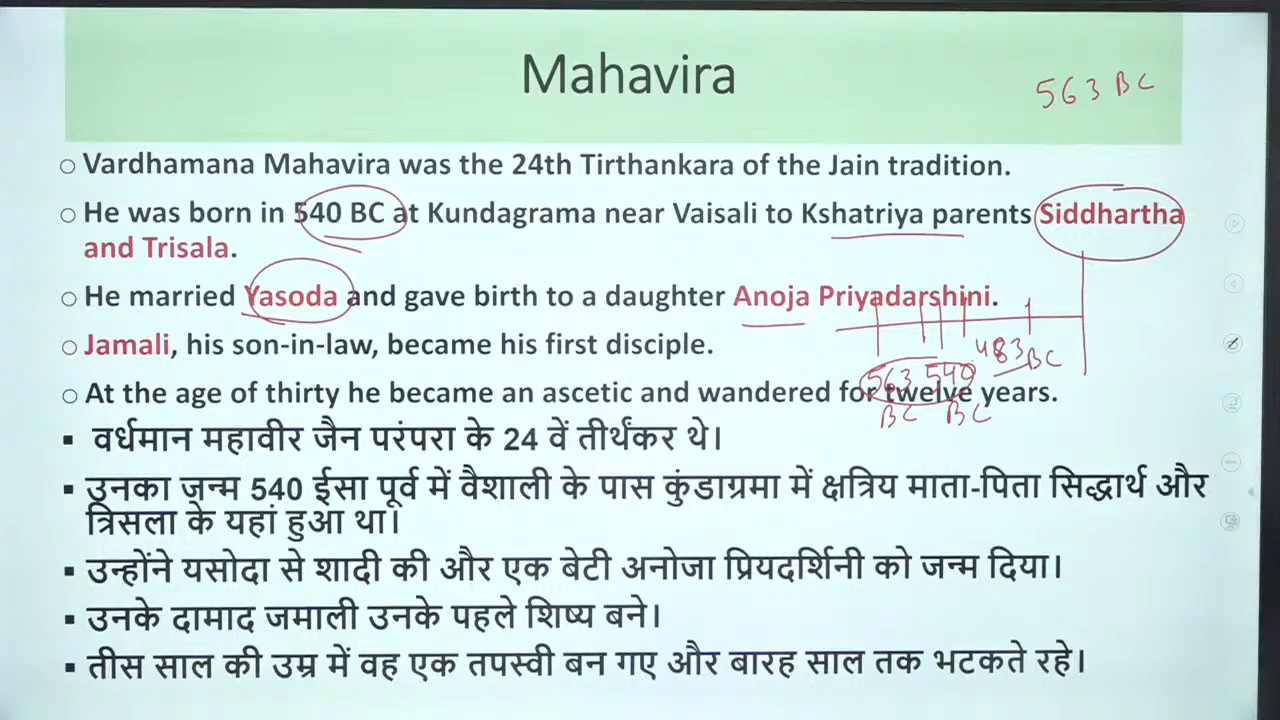 Mahavira
563 BC
○ Vardhamana Mahavira was the 24th Tirthankara of the Jain tradition.
○ He was born in 540 BC at Kundagrama near Vaisali to Kshatriya parents Siddhartha
and Trisala.
○ He married Yasoda and gave birth to a daughter Anoja Priyadarshini.
○ Jamali, his son-in-law, became his first disciple.
483 BC
563 540
○ At the age of thirty he became an ascetic and wandered for twelve years.
BC BC
▪ वर्धमान महावीर जैन परंपरा के 24 वें तीर्थंकर थे।
▪ उनका जन्म 540 ईसा पूर्व में वैशाली के पास कुंडाग्रमा में क्षत्रिय माता-पिता सिद्धार्थ और
त्रिसला के यहां हुआ था।
▪ उन्होंने यसोदा से शादी की और एक बेटी अनोजा प्रियदर्शिनी को जन्म दिया।
▪ उनके दामाद जमाली उनके पहले शिष्य बने।
▪ तीस साल की उम्र में वह एक तपस्वी बन गए और बारह साल तक भटकते रहे।